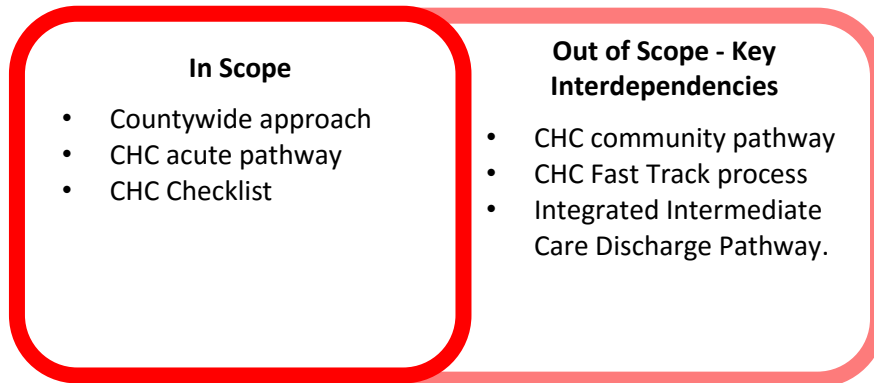 In Scope
• Countywide approach
• CHC acute pathway
• CHC Checklist
Out of Scope - Key
Interdependencies
• CHC community pathway
• CHC Fast Track process
• Integrated Intermediate
Care Discharge Pathway.